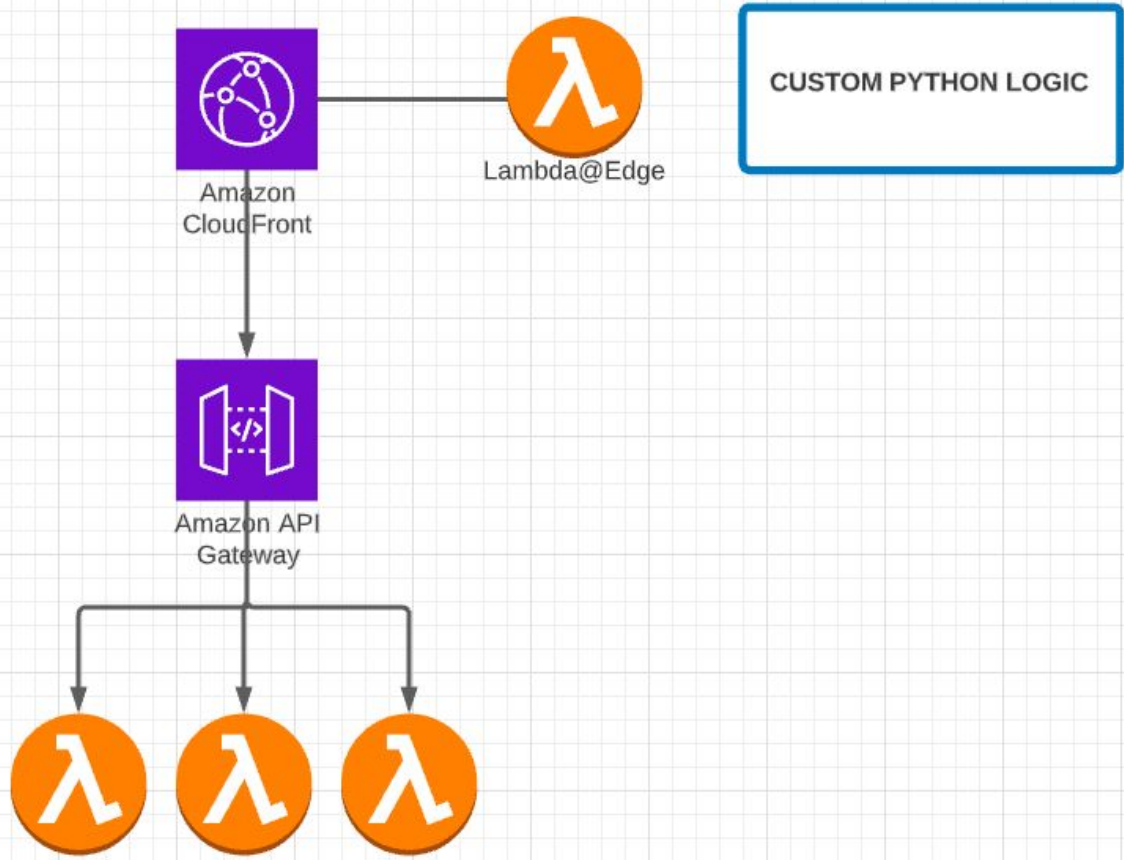 CUSTOM PYTHON LOGIC
Lambda@Edge
Amazon
CloudFront
</>
Amazon API
Gateway